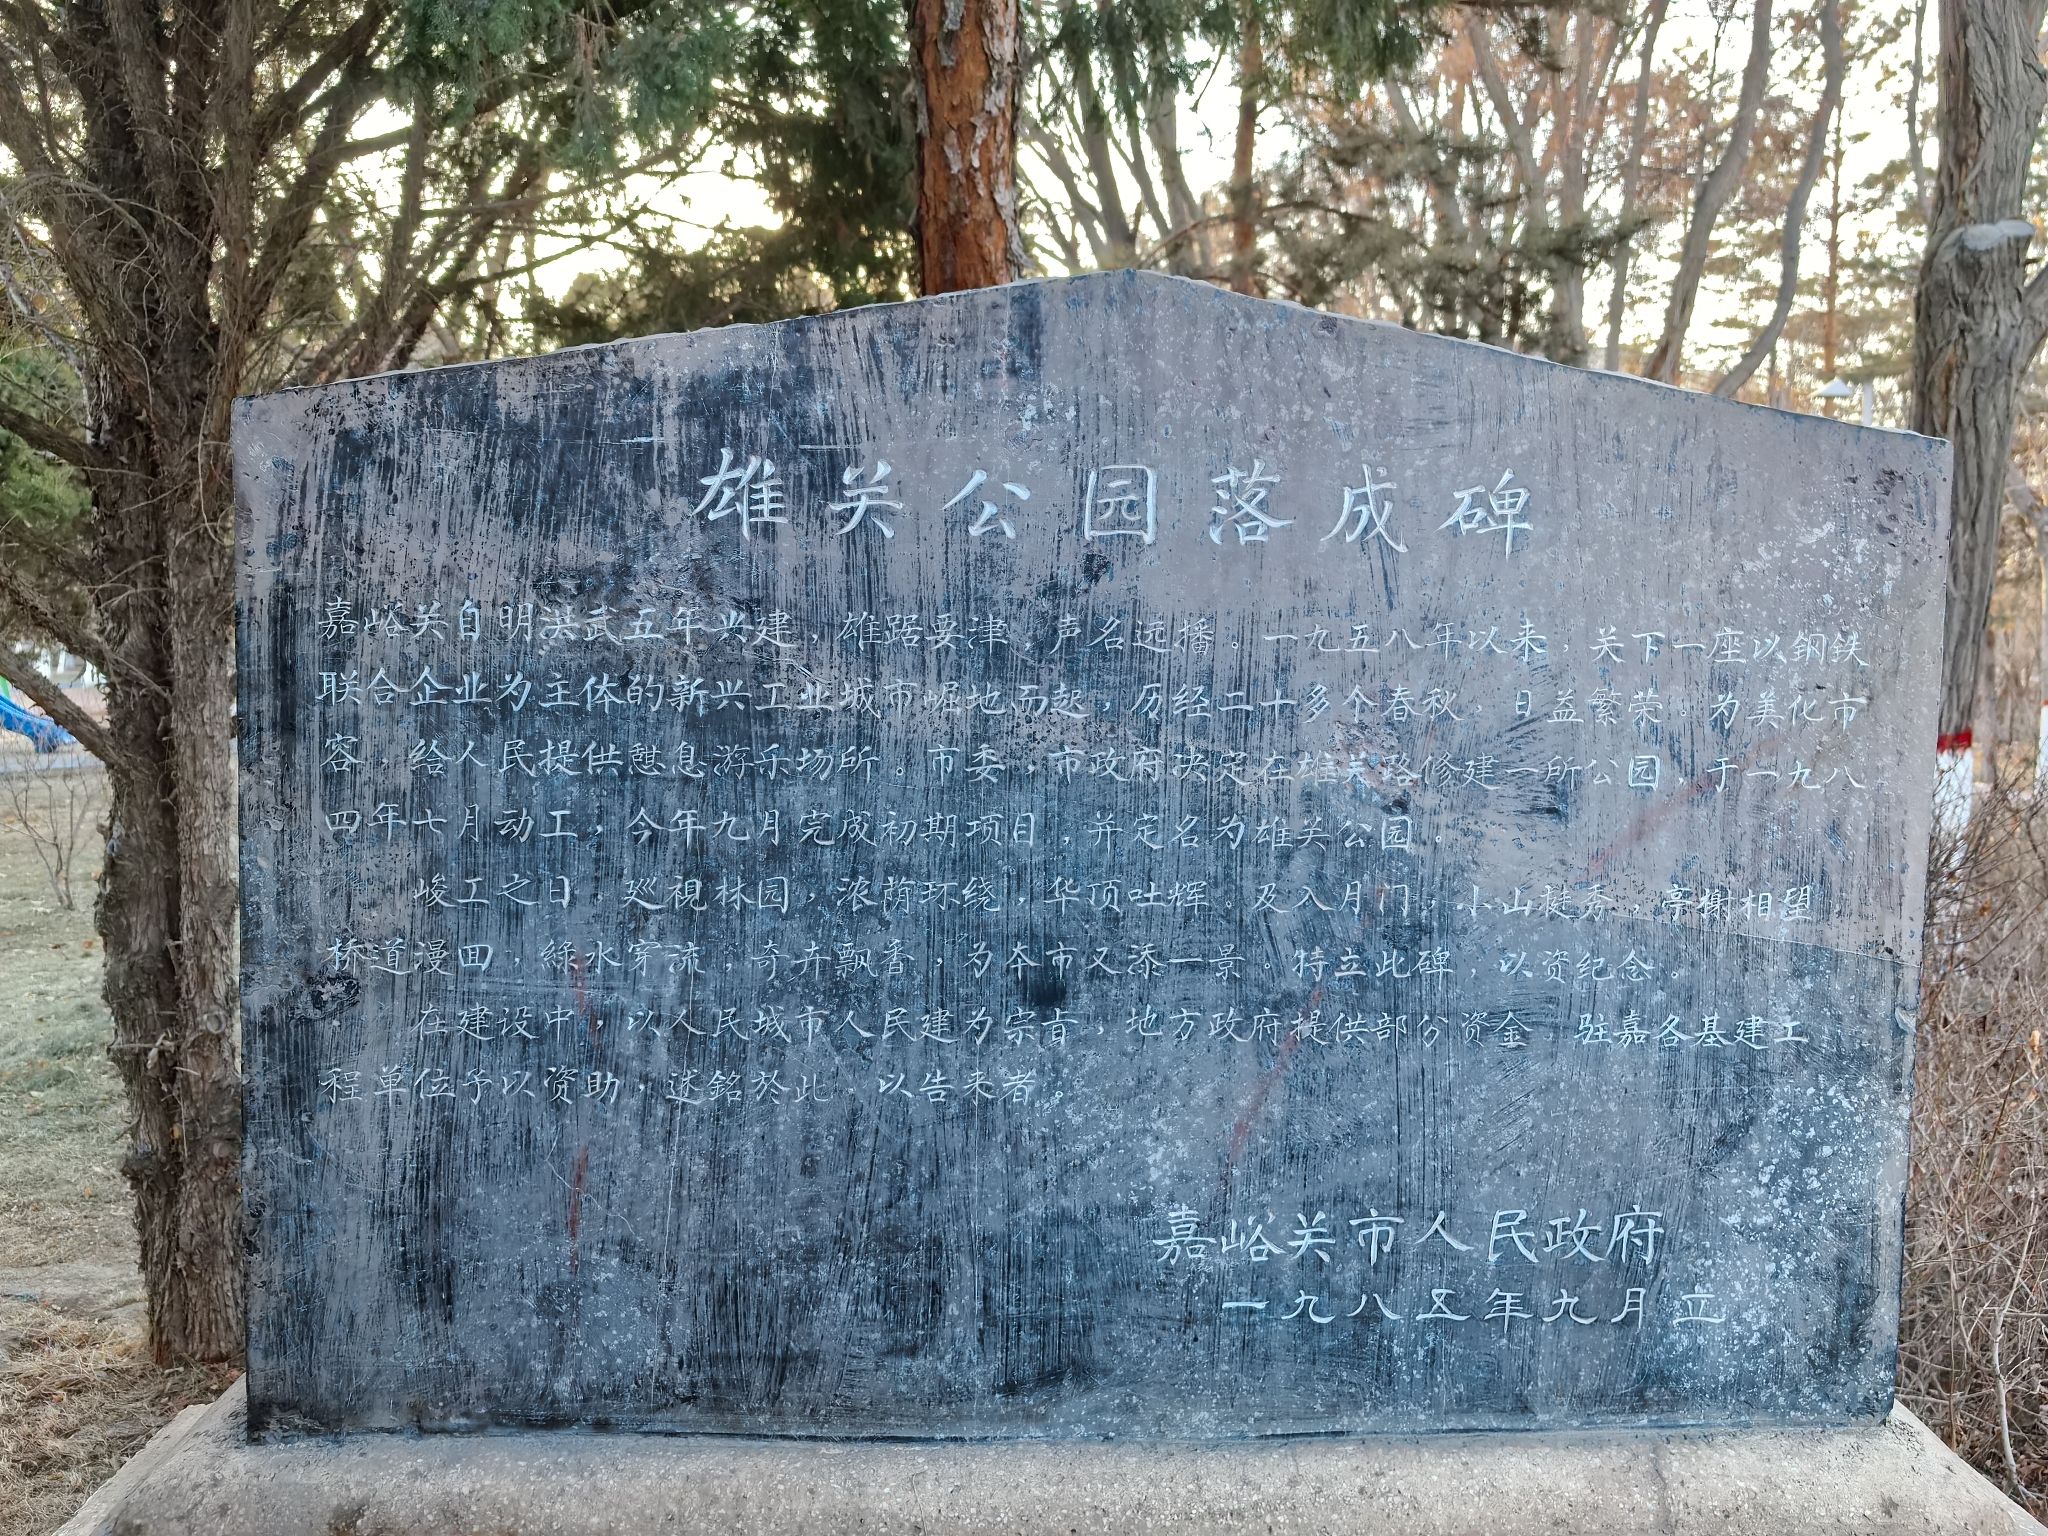 雄关公园落成碑
嘉峪关自明洪武五年兴建，雄踞要津，声名远播。一九五八年以来，关下一座以钢铁
联合企业为主体的新兴工业城市崛地而起，历经二十多个春秋，日益繁荣。为美化市
容，给人民提供憩息游乐场所。市委，市政府决定在雄关路修建一所公园，于一九八
四年七月动工，今年九月完成初期项目，并定名为雄关公园。
峻工之日，廵視林园，浓荫环绕，华顶吐辉。及入月门，小山挺秀，亭榭相望，
桥道漫回，綠水穿流，奇卉飘香，为本市又添一景。特立此碑，以资纪念。
在建设中，以人民城市人民建为宗旨，地方政府提供部分资金，驻嘉各基建工
程单位予以资助，述銘於此，以告来者。
嘉峪关市人民政府
一九八五年九月立